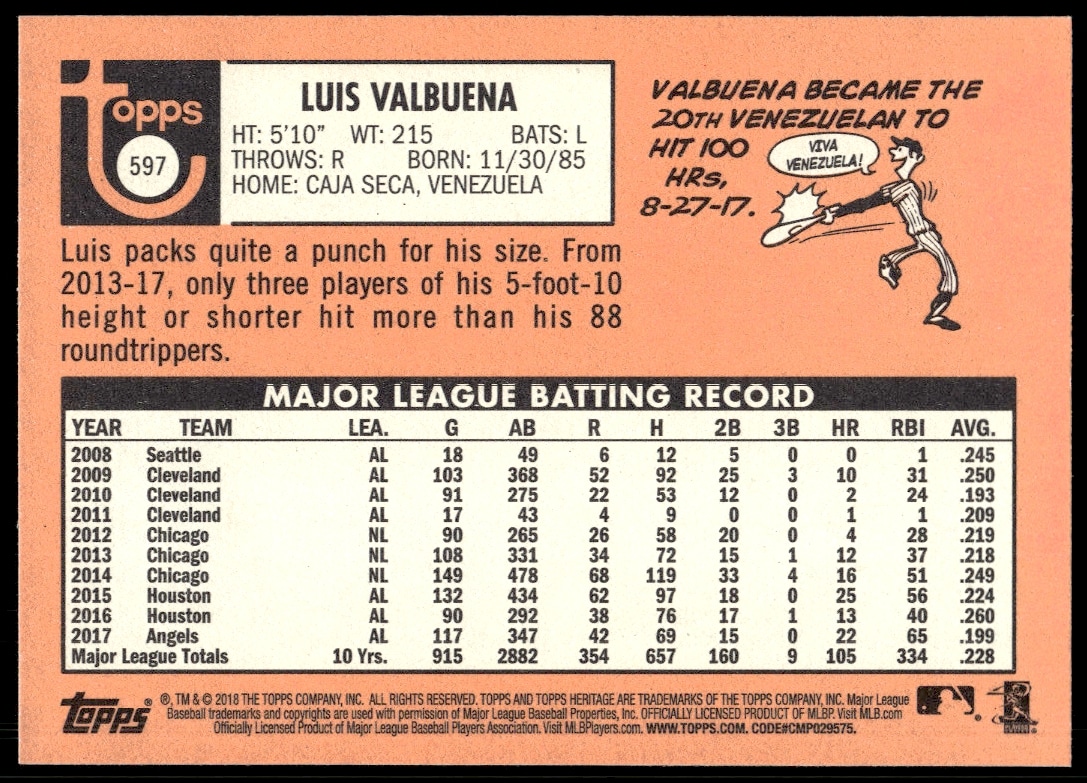 topps
597
LUIS VALBUENA
HT: 5'10" WT: 215 BATS: L
THROWS: R BORN: 11/30/85
HOME: CAJA SECA, VENEZUELA
VALBUENA BECAME THE
20TH VENEZUELAN TO
HIT 100
HRS,
8-27-17.
VIVA
VENEZUELA!
Luis packs quite a punch for his size. From
2013-17, only three players of his 5-foot-10
height or shorter hit more than his 88
roundtrippers.
MAJOR LEAGUE BATTING RECORD
YEAR TEAM LEA. G AB R H 2B 3B HR RBI AVG.
2008 Seattle AL 18 49 6 12 5 0 0 1 .245
2009 Cleveland AL 103 368 52 92 25 3 10 31 .250
2010 Cleveland AL 91 275 22 53 12 0 2 24 .193
2011 Cleveland AL 17 43 4 9 0 0 1 1 .209
2012 Chicago NL 90 265 26 58 20 0 4 28 .219
2013 Chicago NL 108 331 34 72 15 1 12 37 .218
2014 Chicago NL 149 478 68 119 33 4 16 51 .249
2015 Houston AL 132 434 62 97 18 0 25 56 .224
2016 Houston AL 90 292 38 76 17 1 13 40 .260
2017 Angels AL 117 347 42 69 15 0 22 65 .199
Major League Totals 10 Yrs. 915 2882 354 657 160 9 105 334 .228
topps®
®, TM & © 2018 THE TOPPS COMPANY, INC. ALL RIGHTS RESERVED. TOPPS AND TOPPS HERITAGE ARE TRADEMARKS OF THE TOPPS COMPANY, INC. Major League
Baseball trademarks and copyrights are used with permission of Major League Baseball Properties, Inc. OFFICIALLY LICENSED PRODUCT OF MLBP. Visit MLB.com
Officially Licensed Product of Major League Baseball Players Association. Visit MLBPlayers.com. WWW.TOPPS.COM. CODE#CMP029575.